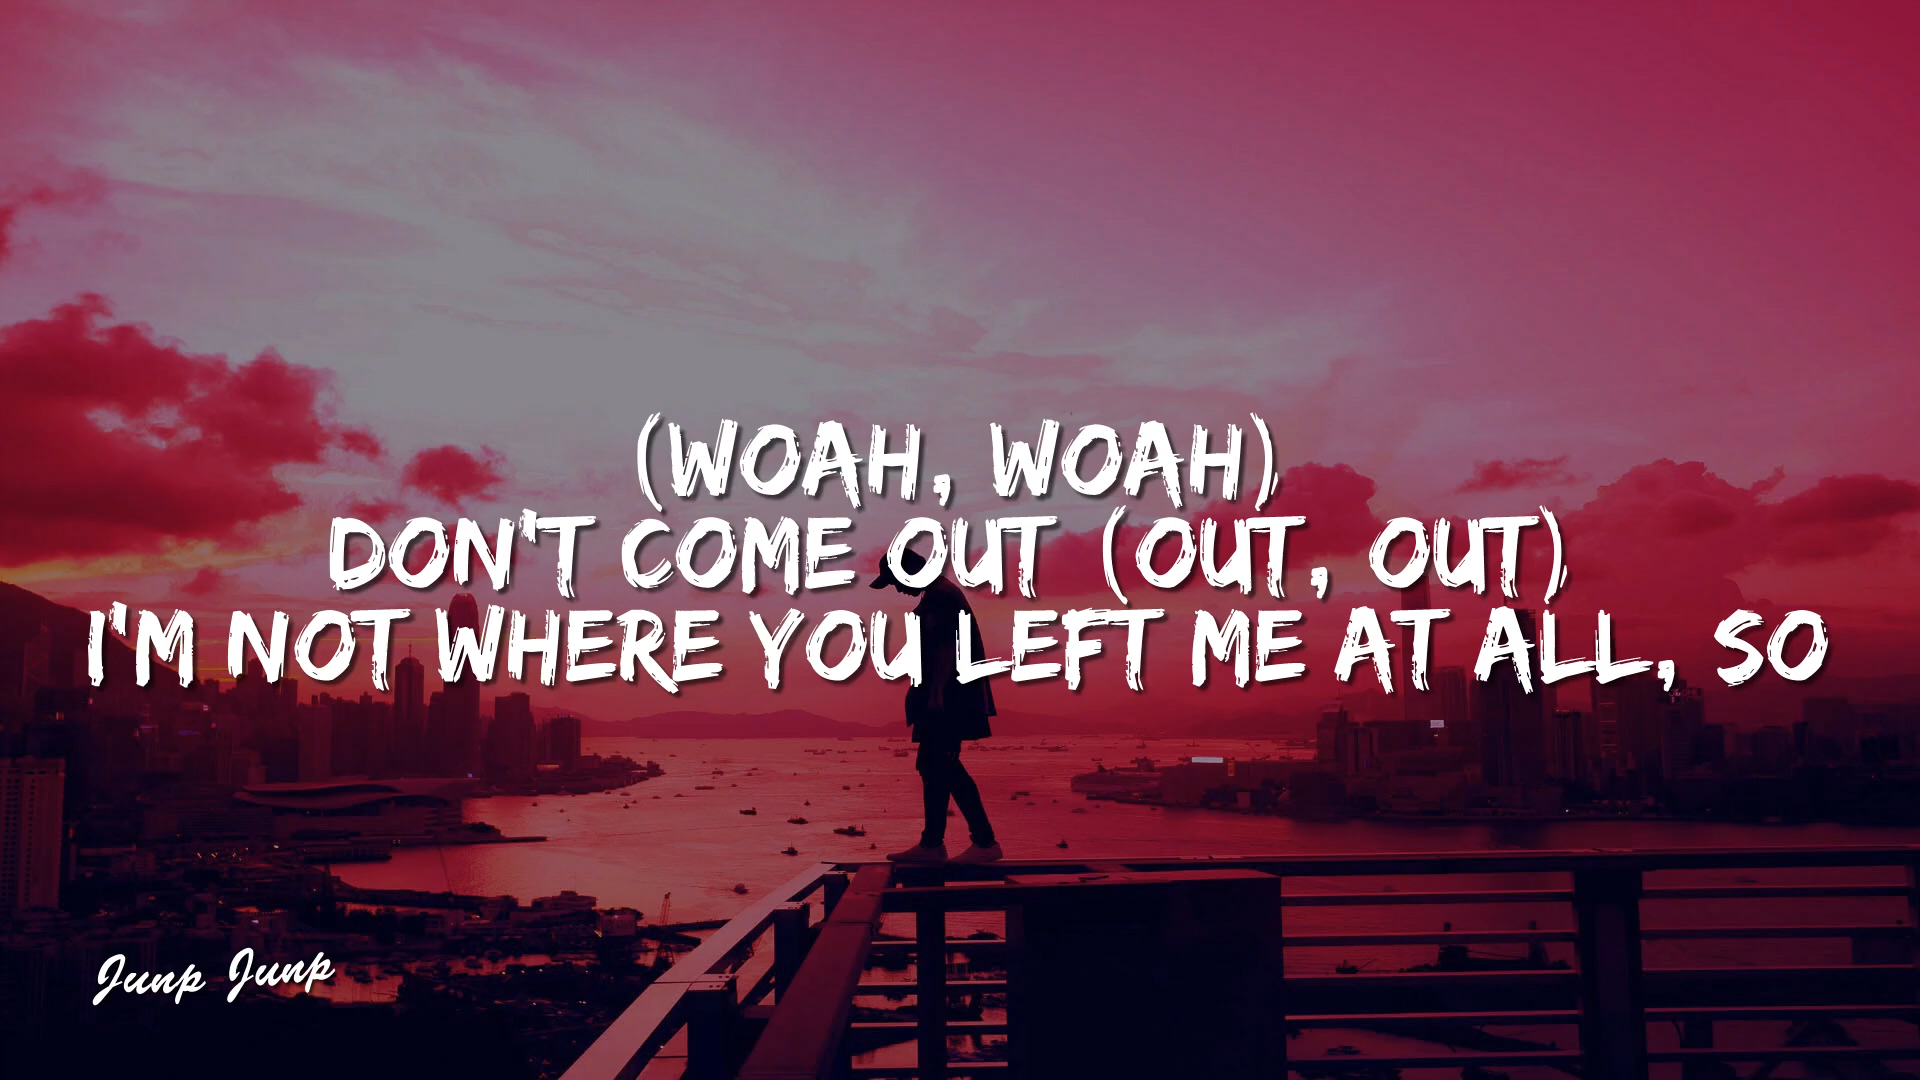 (WOAH, WOAH)
DON'T COME OUT (OUT, OUT)
I'M NOT WHERE YOU LEFT ME AT ALL, SO
Junp Junp